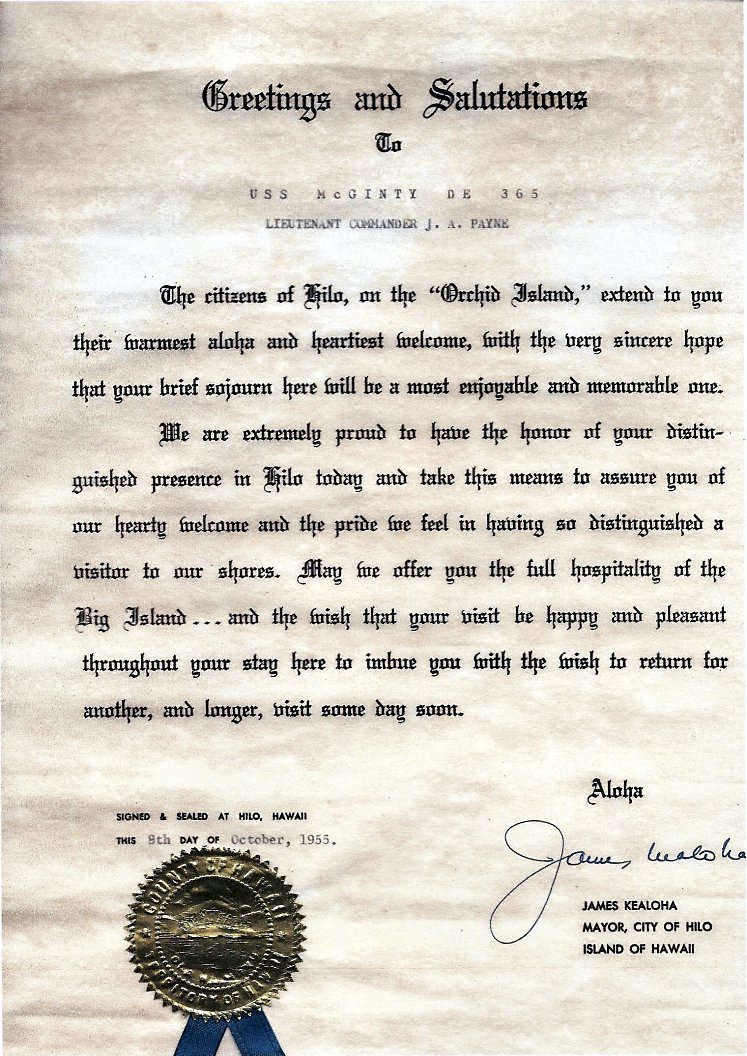 Greetings and Salutations
To
USS McGINTY DE 365
LIEUTENANT COMMANDER J. A. PAYNE
The citizens of Hilo, on the “Orchid Island,” extend to you
their warmest aloha and heartiest welcome, with the very sincere hope
that your brief sojourn here will be a most enjoyable and memorable one.
We are extremely proud to have the honor of your distin-
guished presence in Hilo today and take this means to assure you of
our hearty welcome and the pride we feel in having so distinguished a
visitor to our shores. May we offer you the full hospitality of the
Big Island... and the wish that your visit be happy and pleasant
throughout your stay here to imbue you with the wish to return for
another, and longer, visit some day soon.
Aloha
SIGNED & SEALED AT HILO, HAWAII
THIS 8th DAY OF October, 1955.
James Kealoha
JAMES KEALOHA
MAYOR, CITY OF HILO
ISLAND OF HAWAII
COUNTY OF HAWAII
TERRITORY OF HAWAII